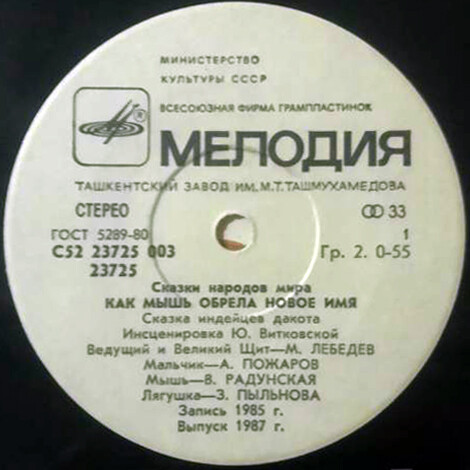 МИНИСТЕРСТВО
КУЛЬТУРЫ СССР
ВСЕСОЮЗНАЯ ФИРМА ГРАМПЛАСТИНОК
МЕЛОДИЯ
ТАШКЕНТСКИЙ ЗАВОД ИМ. М.Т. ТАШМУХАМЕДОВА
СТЕРЕО 33
ГОСТ 5289-80 1
С52 23725 003 Гр. 2. 0-55
23725
Сказки народов мира
КАК МЫШЬ ОБРЕЛА НОВОЕ ИМЯ
Сказка индейцев дакота
Инсценировка Ю. Витковской
Ведущий и Великий Щит—М. ЛЕБЕДЕВ
Мальчик—А. ПОЖАРОВ
Мышь—В. РАДУНСКАЯ
Лягушка—З. ПЫЛЬНОВА
Запись 1985 г.
Выпуск 1987 г.